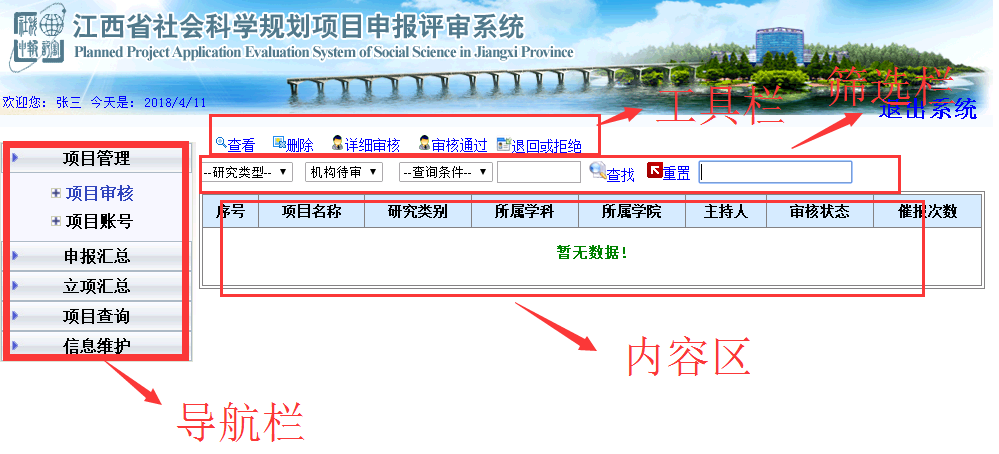 江西省社会科学规划项目申报评审系统
Planned Project Application Evaluation System of Social Science in Jiangxi Province
欢迎您：张三 今天是：2018/4/11
工具栏
筛选栏
退出系统
查看 删除 详细审核 审核通过 退回或拒绝
--研究类型-- 机构待审 --查询条件-- 查找 重置
项目管理
项目审核
项目账号
申报汇总
立项汇总
项目查询
信息维护
序号 项目名称 研究类别 所属学科 所属学院 主持人 审核状态 催报次数
暂无数据！
内容区
导航栏